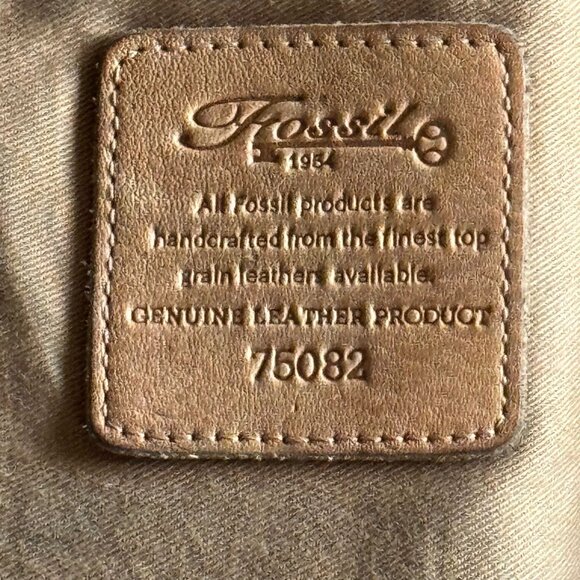 Fossil
1954
All Fossil products are
handcrafted from the finest top
grain leathers available.
GENUINE LEATHER PRODUCT
75082